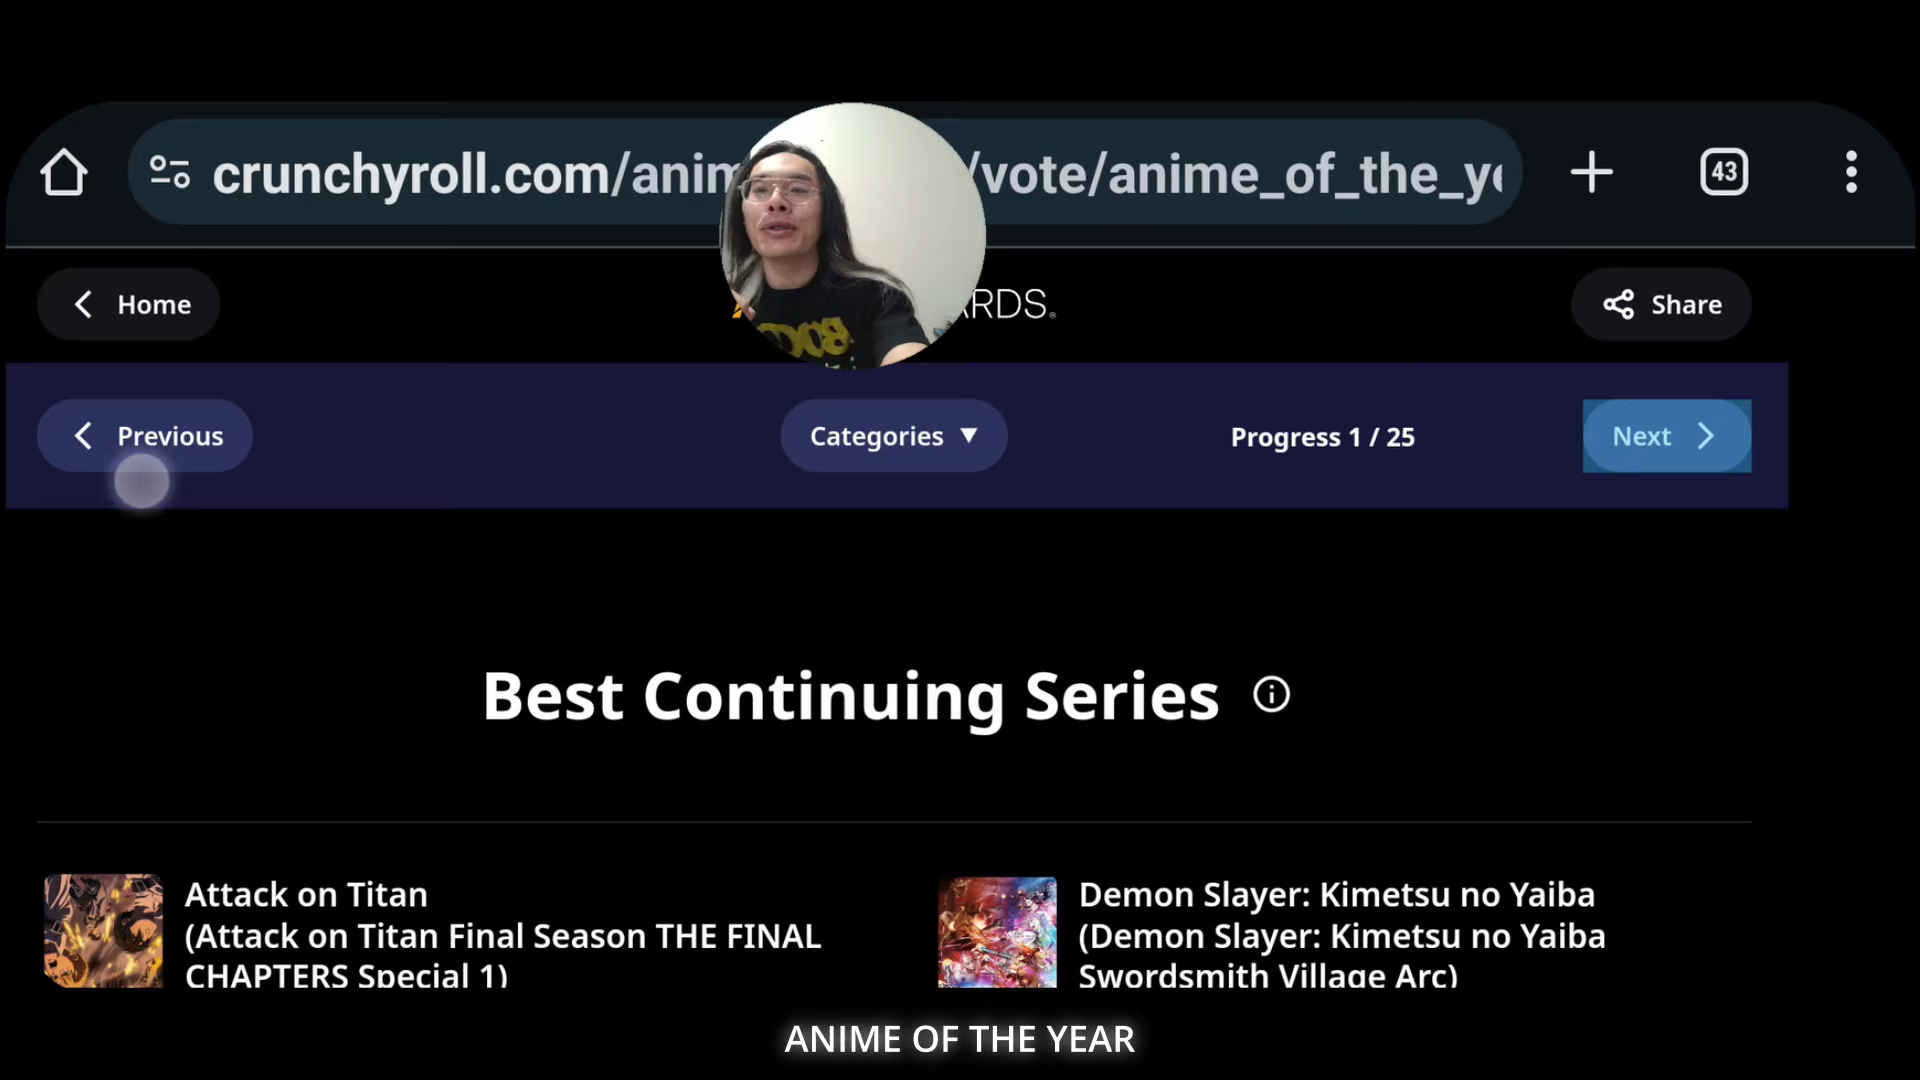 crunchyroll.com/anim /vote/anime_of_the_ye
43
Home
ARDS.
Share
Previous
Categories
Progress 1 / 25
Next
Best Continuing Series
Attack on Titan
(Attack on Titan Final Season THE FINAL
CHAPTERS Special 1)
Demon Slayer: Kimetsu no Yaiba
(Demon Slayer: Kimetsu no Yaiba
Swordsmith Village Arc)
ANIME OF THE YEAR